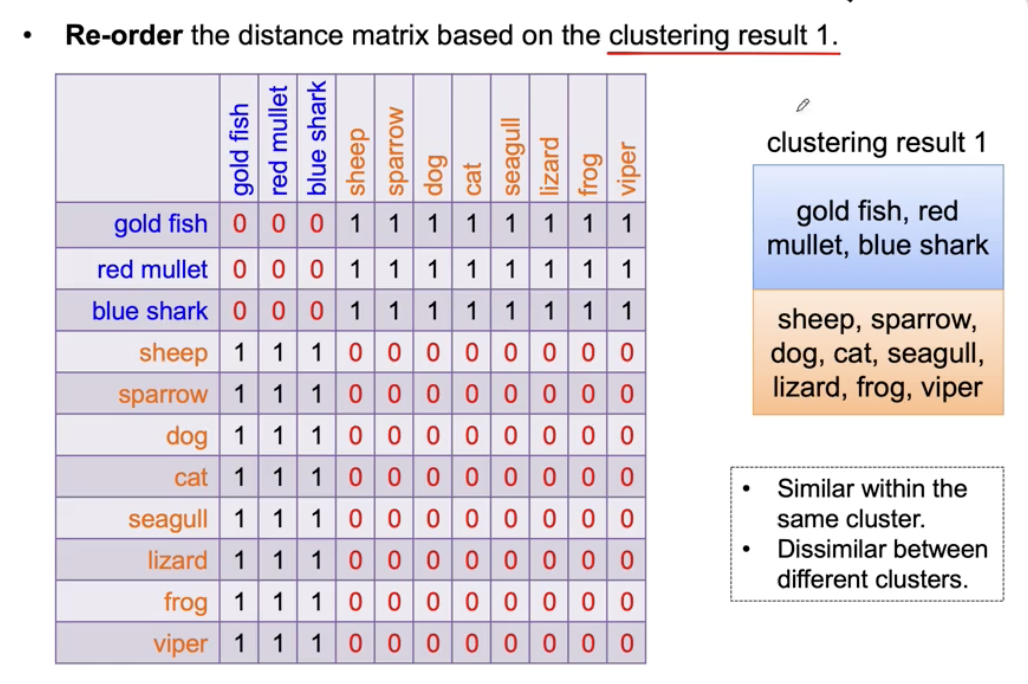 • Re-order the distance matrix based on the clustering result 1.
gold fish red mullet blue shark sheep sparrow dog cat seagull lizard frog viper
gold fish 0 0 0 1 1 1 1 1 1 1 1
red mullet 0 0 0 1 1 1 1 1 1 1 1
blue shark 0 0 0 1 1 1 1 1 1 1 1
sheep 1 1 1 0 0 0 0 0 0 0 0
sparrow 1 1 1 0 0 0 0 0 0 0 0
dog 1 1 1 0 0 0 0 0 0 0 0
cat 1 1 1 0 0 0 0 0 0 0 0
seagull 1 1 1 0 0 0 0 0 0 0 0
lizard 1 1 1 0 0 0 0 0 0 0 0
frog 1 1 1 0 0 0 0 0 0 0 0
viper 1 1 1 0 0 0 0 0 0 0 0
clustering result 1
gold fish, red
mullet, blue shark
sheep, sparrow,
dog, cat, seagull,
lizard, frog, viper
• Similar within the
same cluster.
• Dissimilar between
different clusters.